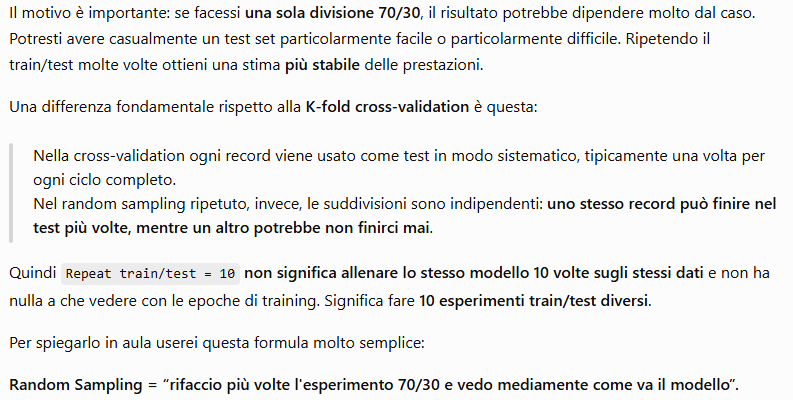 Il motivo è importante: se facessi una sola divisione 70/30, il risultato potrebbe dipendere molto dal caso.
Potresti avere casualmente un test set particolarmente facile o particolarmente difficile. Ripetendo il
train/test molte volte ottieni una stima più stabile delle prestazioni.
Una differenza fondamentale rispetto alla K-fold cross-validation è questa:
Nella cross-validation ogni record viene usato come test in modo sistematico, tipicamente una volta per
ogni ciclo completo.
Nel random sampling ripetuto, invece, le suddivisioni sono indipendenti: uno stesso record può finire nel
test più volte, mentre un altro potrebbe non finirci mai.
Quindi Repeat train/test = 10 non significa allenare lo stesso modello 10 volte sugli stessi dati e non ha
nulla a che vedere con le epoche di training. Significa fare 10 esperimenti train/test diversi.
Per spiegarlo in aula userei questa formula molto semplice:
Random Sampling = “rifaccio più volte l'esperimento 70/30 e vedo mediamente come va il modello”.